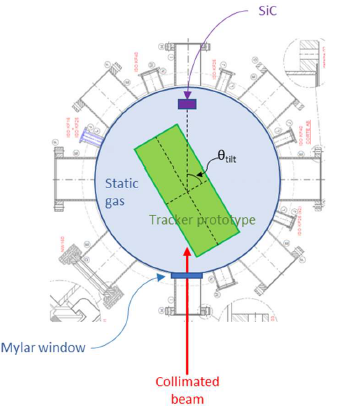 SiC
θtilt
Static
gas
Tracker prototype
Mylar window
Collimated
beam